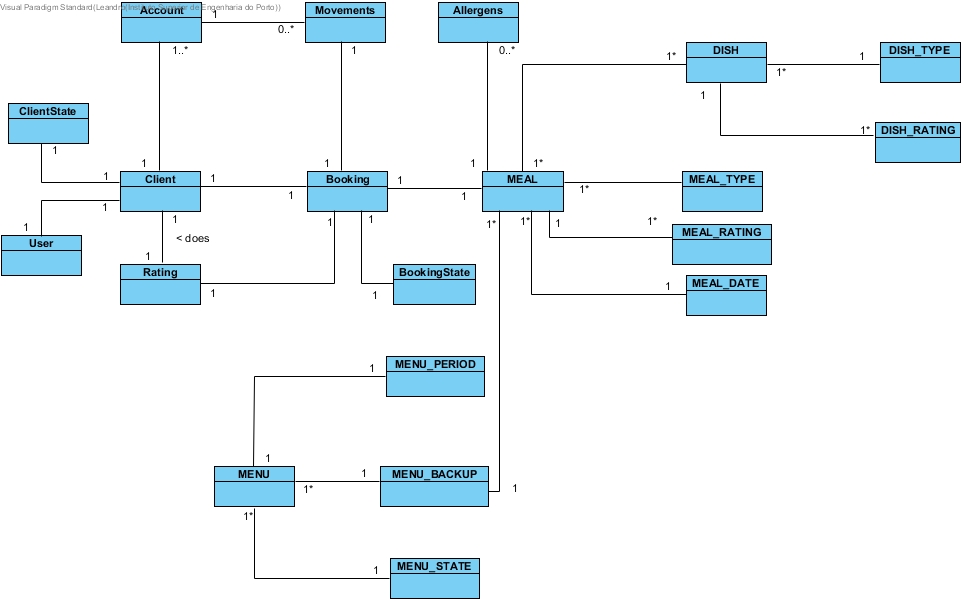 Visual Paradigm Standard(Leandro(Instituto Superior de Engenharia do Porto))
Account
1
0..*
Movements
Allergens
1..*
1
0..*
1*
DISH
1
DISH_TYPE
1*
1
1*
DISH_RATING
ClientState
1
1
1
1
1
1*
1
Client
1
1
Booking
1
1
MEAL
1*
MEAL_TYPE
1
1
1
1
1*
1*
1
1*
MEAL_RATING
User
< does
1
Rating
1
1
BookingState
1
MEAL_DATE
1
MENU_PERIOD
1
MENU
1*
1
MENU_BACKUP
1
1*
1
MENU_STATE